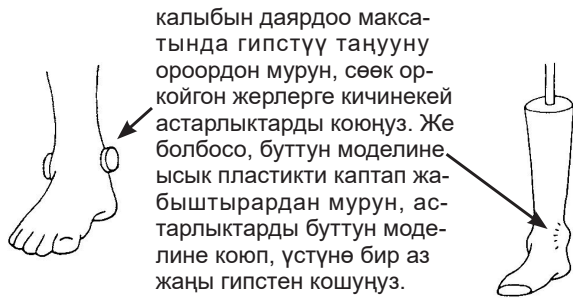 калыбын даярдоо макса-
тында гипстүү таңууну
ороордон мурун, сөөк ор-
койгон жерлерге кичинекей
астарлыктарды коюңуз. Же
болбосо, буттун моделине
ысык пластикти каптап жа-
быштырардан мурун, ас-
тарлыктарды буттун моде-
лине коюп, үстүнө бир аз
жаңы гипстен кошуңуз.